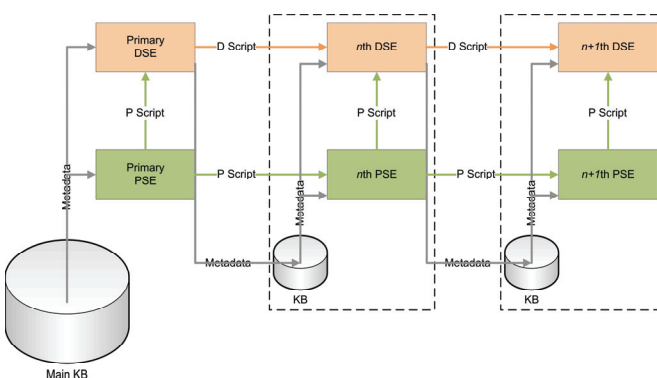 Primary
DSE
D Script
nth DSE
D Script
n+1th DSE
P Script
P Script
P Script
Primary
PSE
P Script
nth PSE
P Script
n+1th PSE
Metadata
Metadata
Metadata
Metadata
Metadata
KB
KB
Main KB